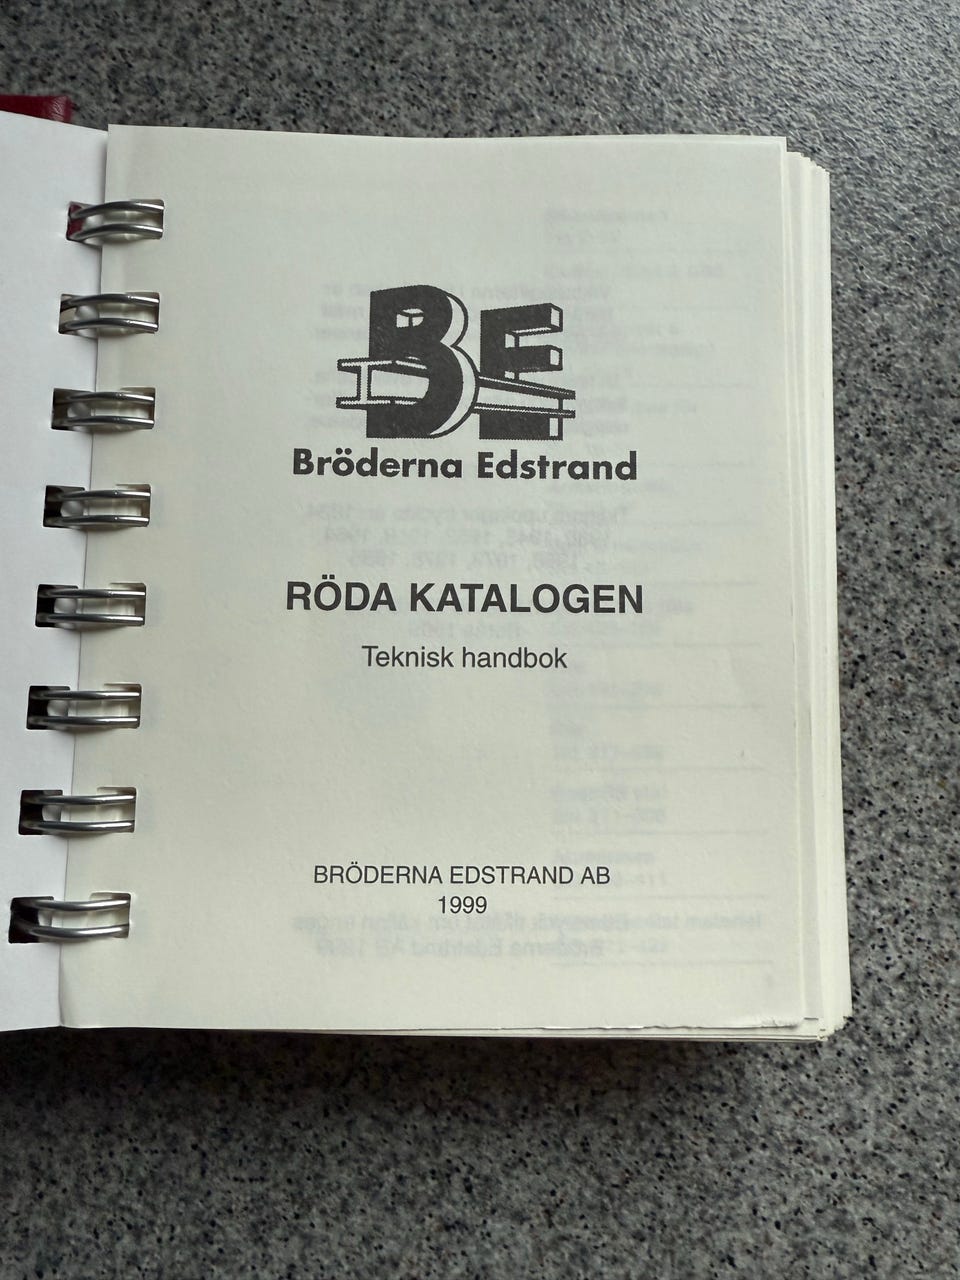 BE
Bröderna Edstrand
RÖDA KATALOGEN
Teknisk handbok
BRÖDERNA EDSTRAND AB
1999